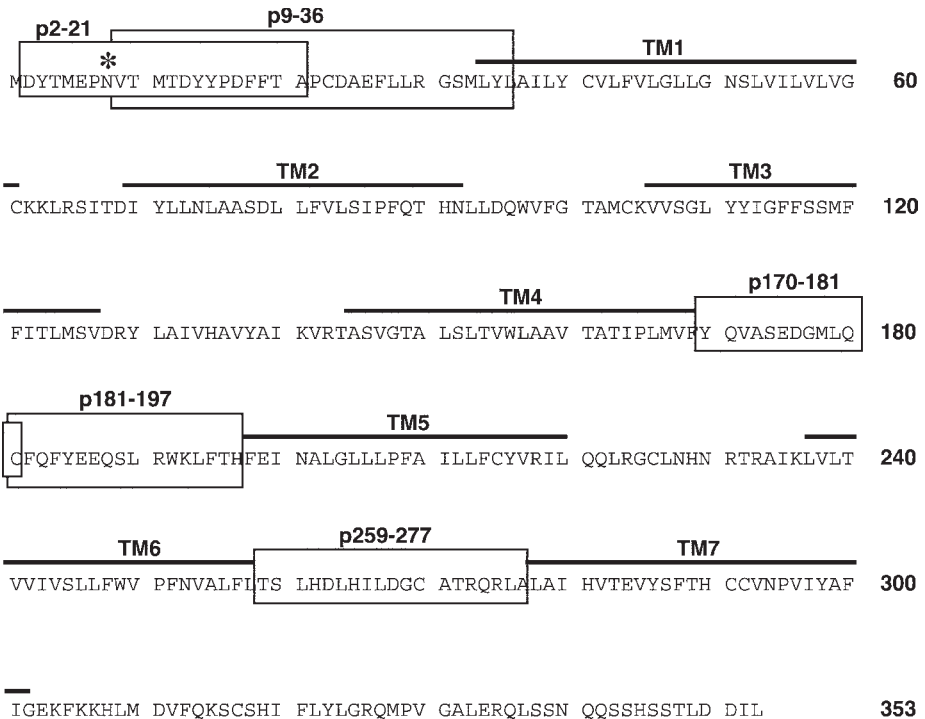 p9-36
p2-21
*
TM1
MDYTMEPNVT MTDYYPDFFT APCDAEFLLR GSMLYLAILY CVLFVLGLLG NSLVILVLVG 60
TM2 TM3
CKKLRSITDI YLLNLAASDL LFVLSIPFQT HNLLDQWVFG TAMCKVVSGL YYIGFFSSMF 120
p170-181
TM4
FITLMSVDRY LAIVHAVYAI KVRTASVGTA LSLTVWLAAV TATIPLMVFY QVASEDGMLQ 180
p181-197
TM5
CFQFYEEQSL RWKLFTHFEI NALGLLLPFA ILLFCYVRIL QQLRGCLNHN RTRAIKLVLT 240
p259-277
TM6 TM7
VVIVSLLFWV PFNVALFLTS LHDLHILDGC ATRQRLALAI HVTEVYSFTH CCVNPVIYAF 300
IGEKFKKHLM DVFQKSCSHI FLYLGRQMPV GALERQLSSN QQSSHSSTLD DIL 353